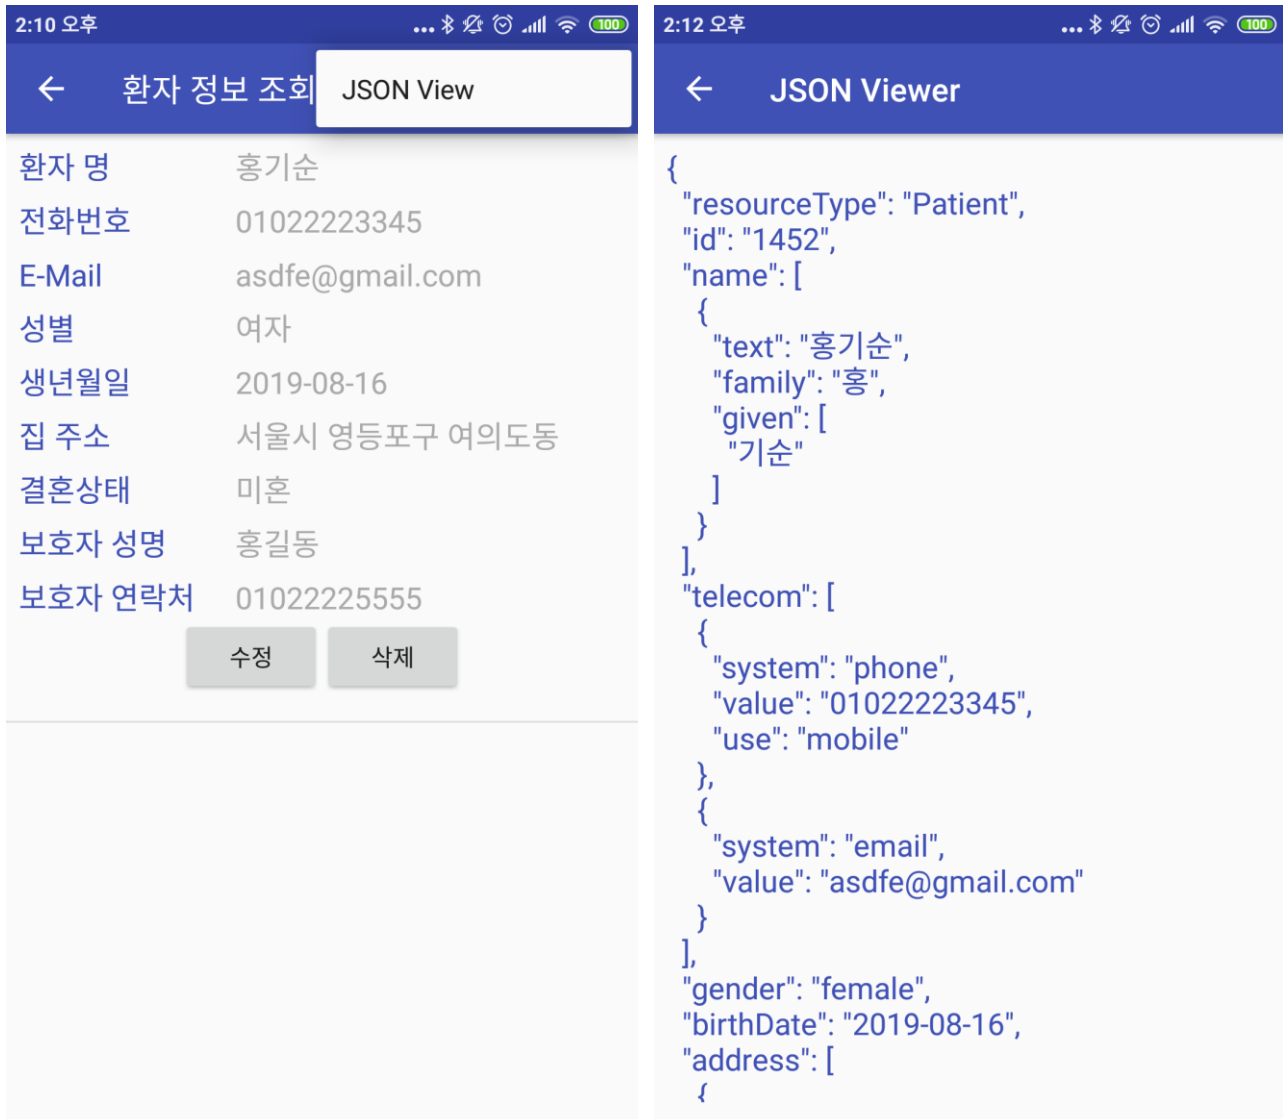 2:10 오후
100
환자 정보 조회
JSON View
환자 명 홍기순
전화번호 01022223345
E-Mail asdfe@gmail.com
성별 여자
생년월일 2019-08-16
집 주소 서울시 영등포구 여의도동
결혼상태 미혼
보호자 성명 홍길동
보호자 연락처 01022225555
수정 삭제
2:12 오후
100
JSON Viewer
{
"resourceType": "Patient",
"id": "1452",
"name": [
{
"text": "홍기순",
"family": "홍",
"given": [
"기순"
]
}
],
"telecom": [
{
"system": "phone",
"value": "01022223345",
"use": "mobile"
},
{
"system": "email",
"value": "asdfe@gmail.com"
}
],
"gender": "female",
"birthDate": "2019-08-16",
"address": [
{